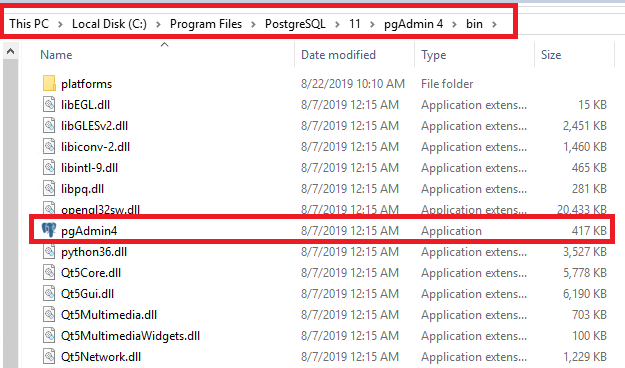 This PC > Local Disk (C:) > Program Files > PostgreSQL > 11 > pgAdmin 4 > bin >
Name Date modified Type Size
platforms 8/22/2019 10:10 AM File folder
libEGL.dll 8/7/2019 12:15 AM Application extens... 15 KB
libGLESv2.dll 8/7/2019 12:15 AM Application extens... 2,451 KB
libiconv-2.dll 8/7/2019 12:15 AM Application extens... 1,460 KB
libintl-9.dll 8/7/2019 12:15 AM Application extens... 465 KB
libpq.dll 8/7/2019 12:15 AM Application extens... 281 KB
opengl32sw.dll 8/7/2019 12:15 AM Application extens... 20,433 KB
pgAdmin4 8/7/2019 12:15 AM Application 417 KB
python36.dll 8/7/2019 12:15 AM Application extens... 3,527 KB
Qt5Core.dll 8/7/2019 12:15 AM Application extens... 5,778 KB
Qt5Gui.dll 8/7/2019 12:15 AM Application extens... 6,190 KB
Qt5Multimedia.dll 8/7/2019 12:15 AM Application extens... 703 KB
Qt5MultimediaWidgets.dll 8/7/2019 12:15 AM Application extens... 100 KB
Qt5Network.dll 8/7/2019 12:15 AM Application extens... 1,229 KB